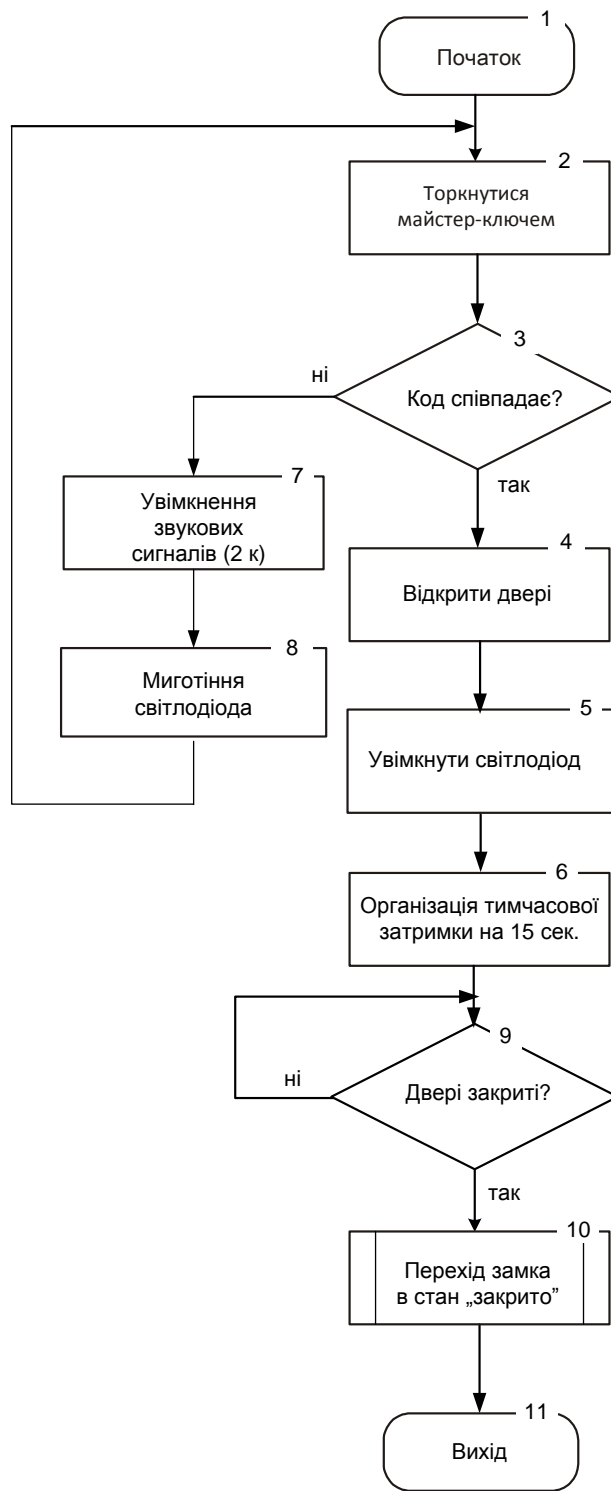 1
Початок
2
Торкнутися
майстер-ключем
3
ні
Код співпадає?
так
7
Увімкнення
звукових
сигналів (2 к)
4
Відкрити двері
8
Миготіння
світлодіода
5
Увімкнути світлодіод
6
Організація тимчасової
затримки на 15 сек.
9
ні
Двері закриті?
так
10
Перехід замка
в стан „закрито”
11
Вихід